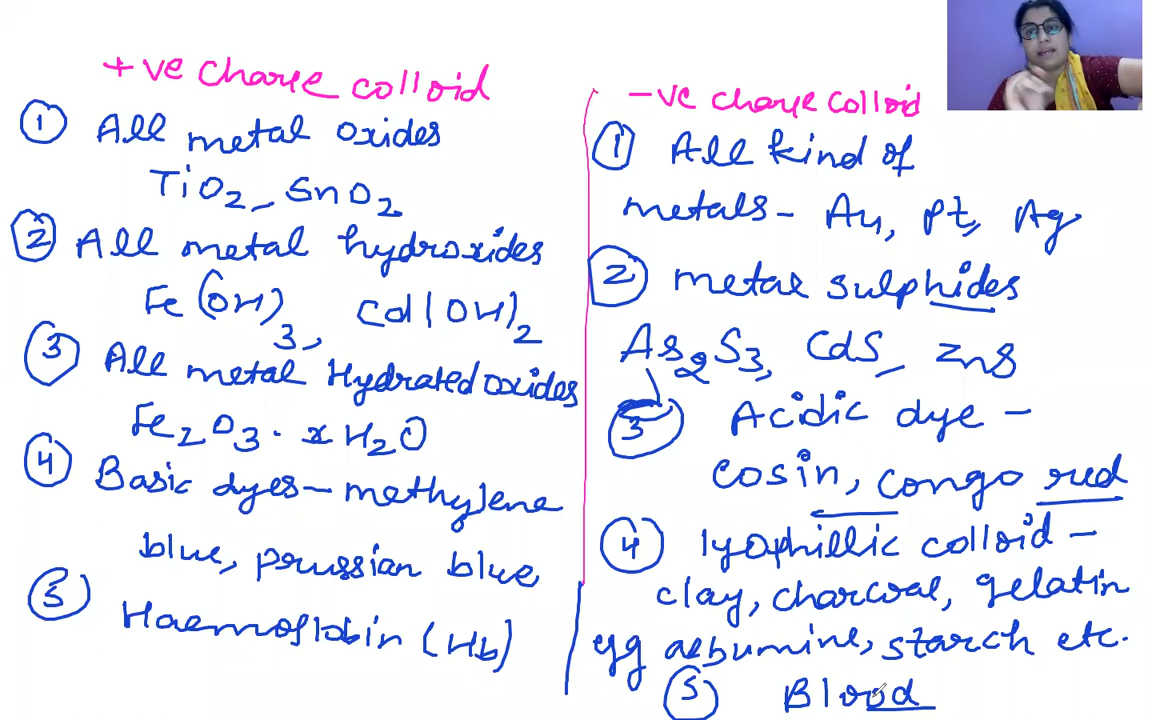 +ve charge colloid
① All metal oxides
TiO2, SnO2
② All metal hydroxides
Fe(OH)3, Cd(OH)2
③ All metal Hydrated oxides
Fe2O3 · xH2O
④ Basic dyes - methylene
blue, prussian blue
⑤ Haemoglobin (Hb)
-ve charge colloid
① All kind of
metals - Au, Pt, Ag
② metal sulphides
As2S3, CdS, ZnS
③ Acidic dye -
eosin, congo red
④ lyophillic colloid -
clay, charcoal, gelatin
egg albumine, starch etc.
⑤ Blood